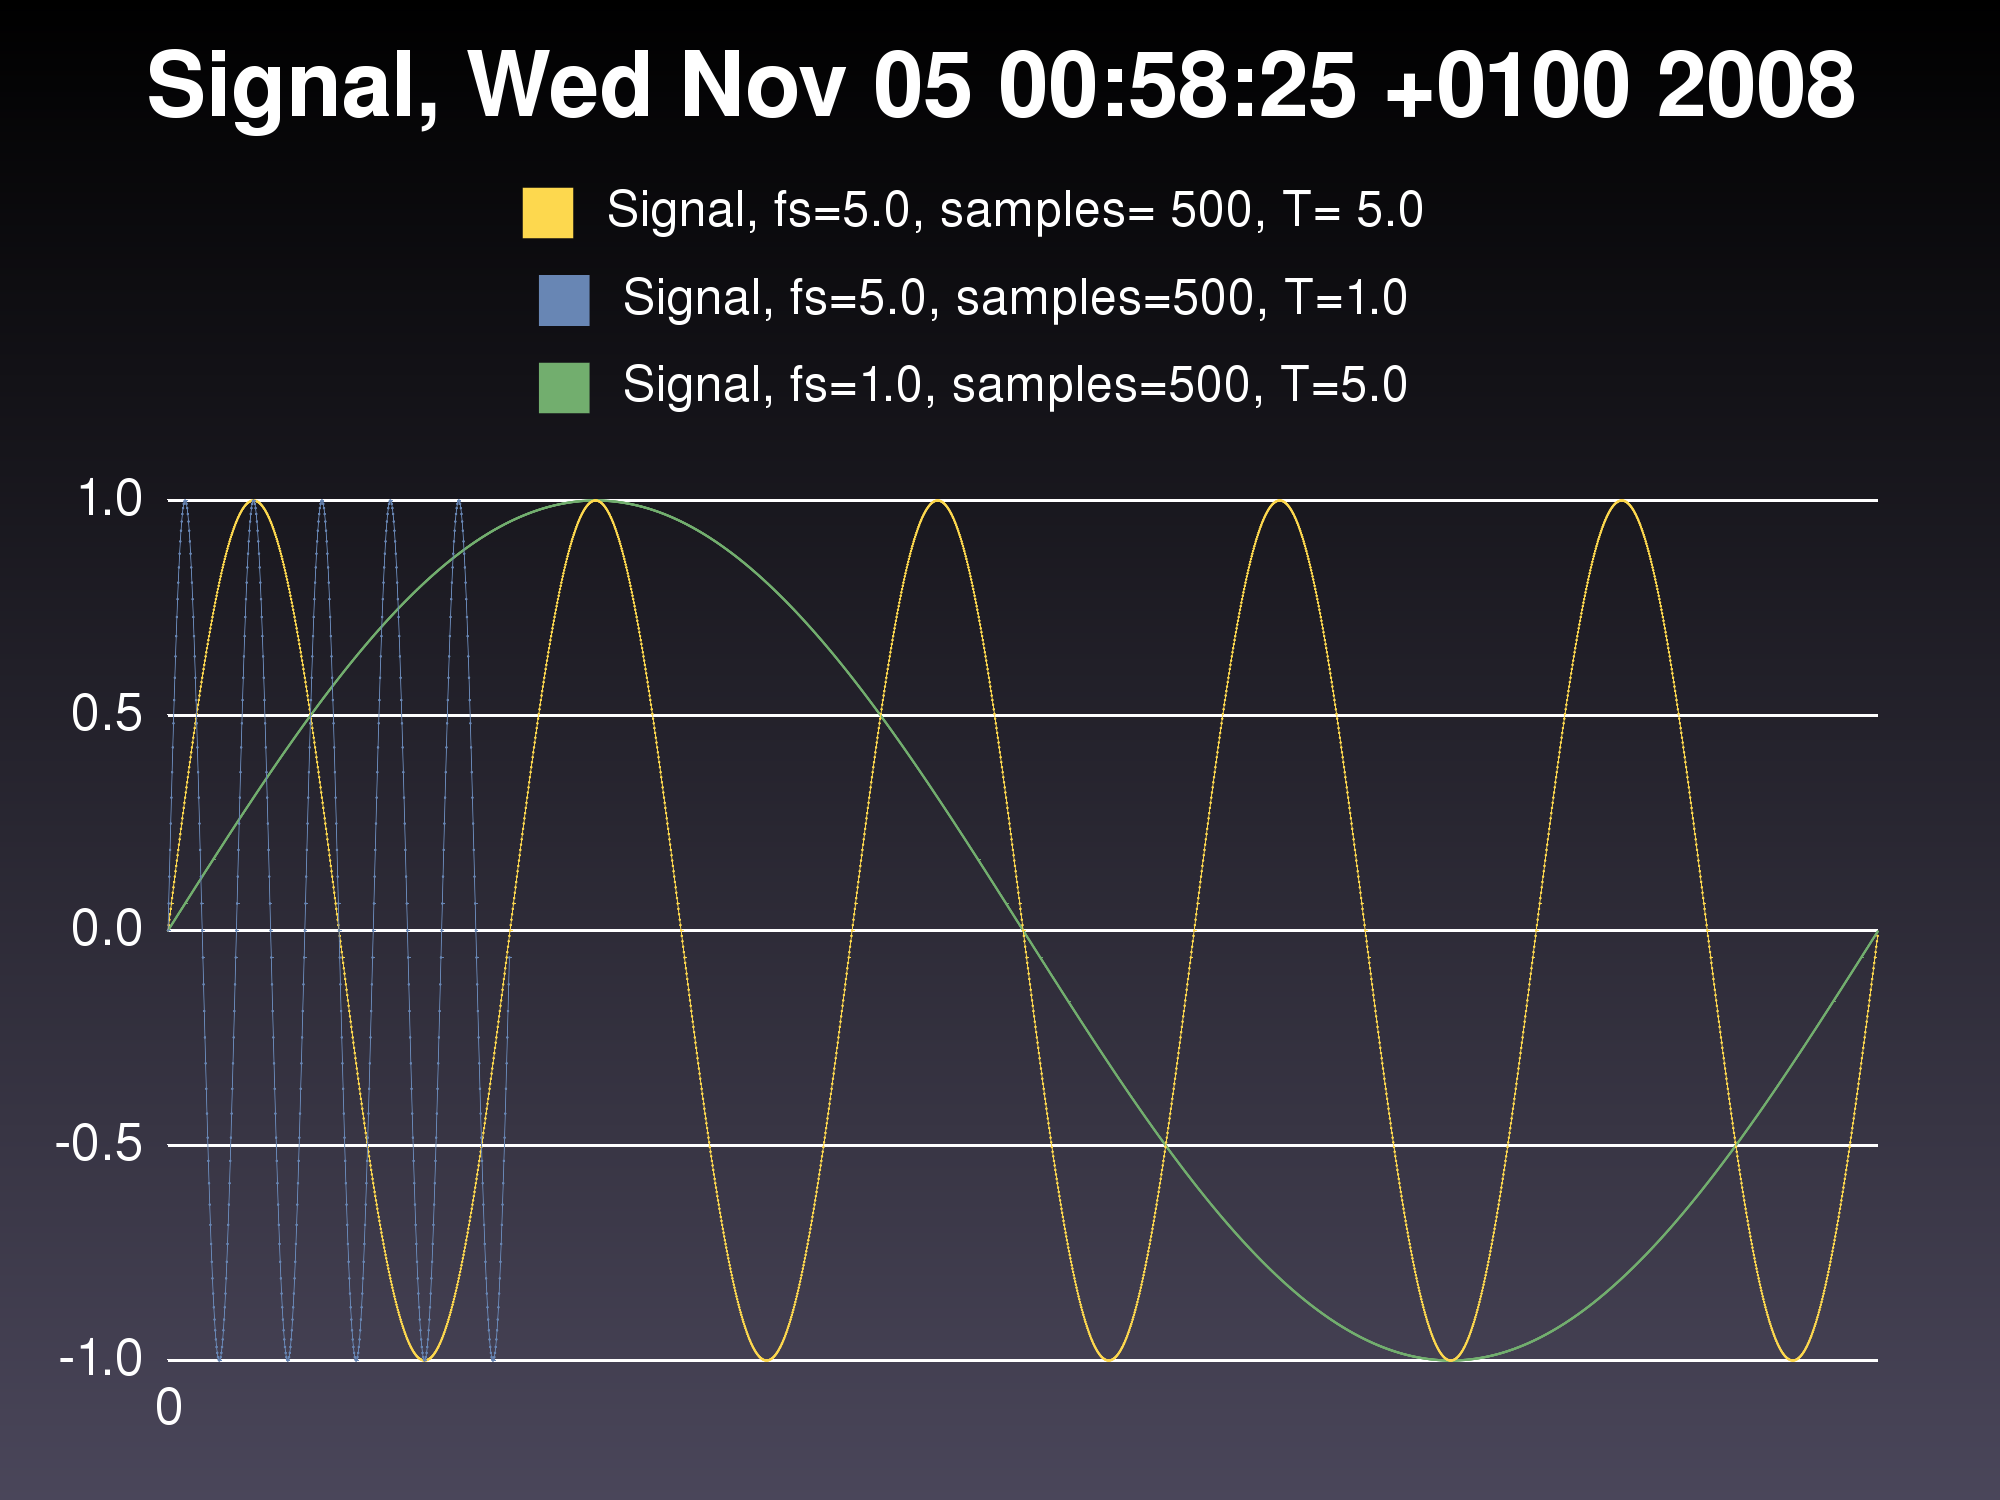 Signal, Wed Nov 05 00:58:25 +0100 2008
Signal, fs=5.0, samples= 500, T= 5.0
Signal, fs=5.0, samples=500, T=1.0
Signal, fs=1.0, samples=500, T=5.0
1.0
0.5
0.0
-0.5
-1.0
0